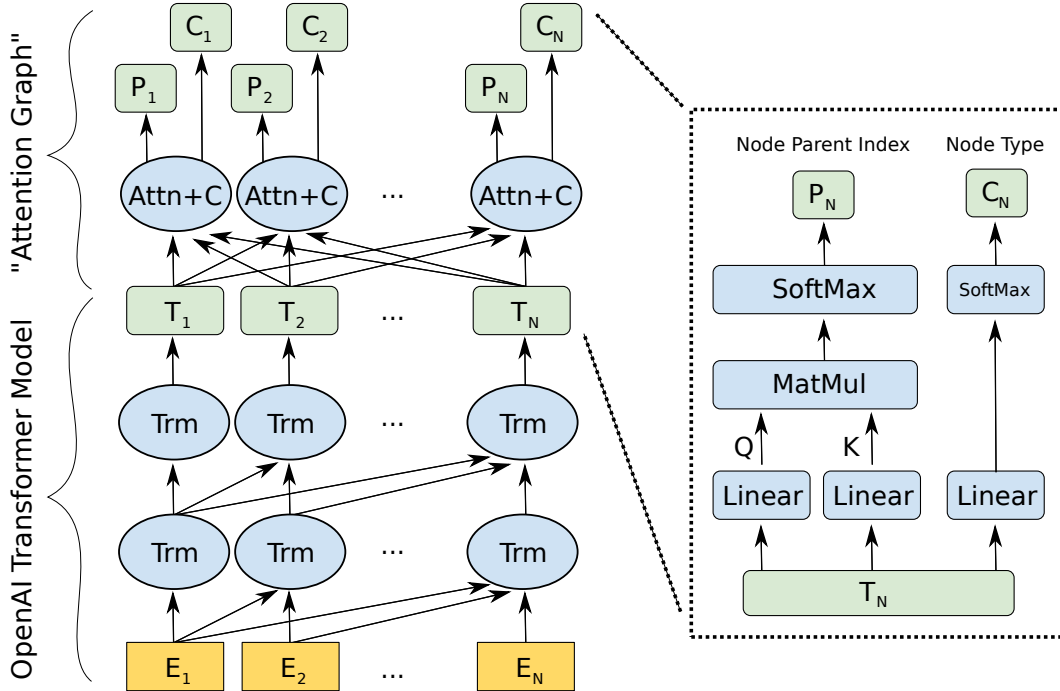 "Attention Graph"
OpenAI Transformer Model
C1 C2 CN
P1 P2 PN
Attn+C Attn+C ... Attn+C
T1 T2 ... TN
Trm Trm ... Trm
Trm Trm ... Trm
E1 E2 ... EN
Node Parent Index Node Type
PN CN
SoftMax SoftMax
MatMul
Q K
Linear Linear Linear
TN